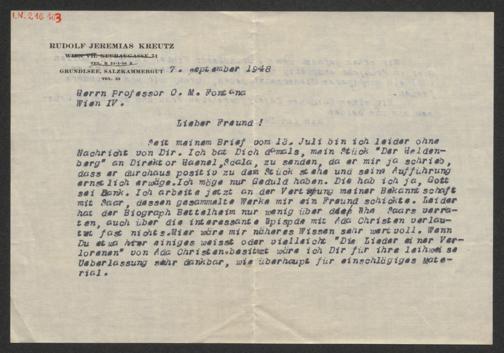 I.N. 216.103
RUDOLF JEREMIAS KREUTZ
WIEN VII. NEUBAUGASSE
GRUNDLSEE, SALZKAMMERGUT
7. september 1948
Herrn Professor O. M. Fontana
Wien IV.
Lieber Freund !
Seit meinem Brief vom 13. Juli bin ich leider ohne
Nachricht von Dir. Ich bat Dich damals, mein Stück "Der Helden-
berg" an Direktor Haenel, Scala, zu senden, da er mir ja schrieb,
dass er durchaus positiv zu dem Stück stehe und seine Aufführung
ernstlich erwäge. Ich möge nur Geduld haben. Die hab ich, Gott
sei Dank. Ich arbeite jetzt an der Vertiefung meiner Bekanntschaft
mit Saar, dessen gesammelte Werke mir ein Freund schickte. Leider
hat der Biograph Bettelheim nur wenig über die Ehe Saars verra-
ten, auch über die interessante Episode mit Ada Christen verlau-
tet fast nichts. Hier wäre mir näheres Wissen sehr wertvoll. Wenn
Du etwa hier einiges weisst oder vielleicht "Die Lieder einer Ver-
lorenen" von Ada Christen besitzt wäre ich Dir für ihre leihweise
Ueberlassung sehr dankbar, wie überhaupt für einschlägiges Mate-
rial.